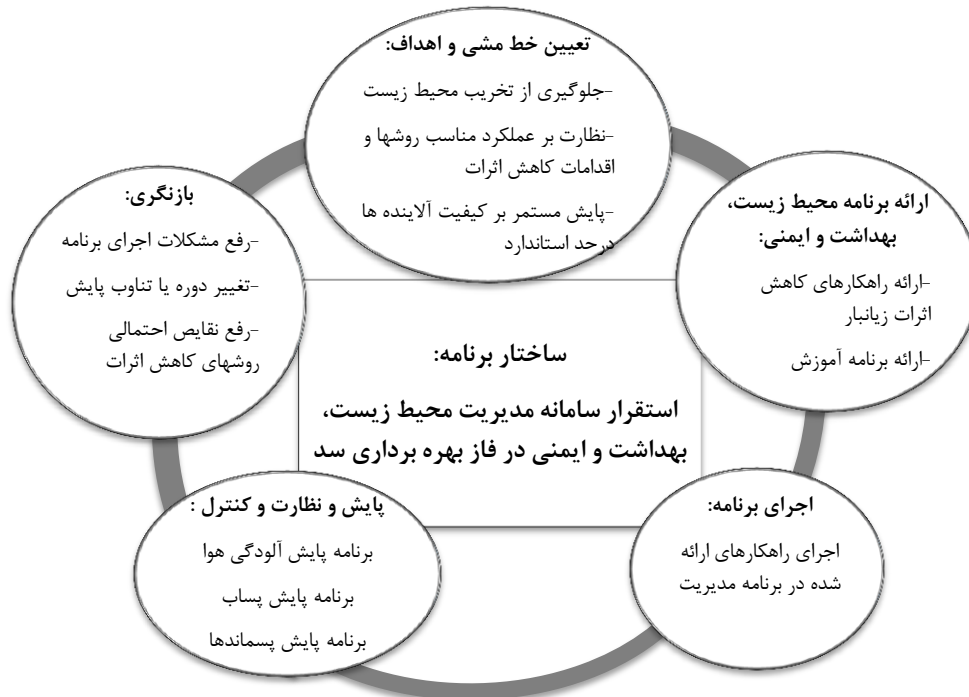 تعیین خط مشی و اهداف:
-جلوگیری از تخریب محیط زیست
-نظارت بر عملکرد مناسب روشها و
اقدامات کاهش اثرات
-پایش مستمر بر کیفیت آلاینده ها
درحد استاندارد
ارائه برنامه محیط زیست،
بهداشت و ایمنی:
-ارائه راهکارهای کاهش
اثرات زیانبار
-ارائه برنامه آموزش
اجرای برنامه:
اجرای راهکارهای ارائه
شده در برنامه مدیریت
پایش و نظارت و کنترل :
برنامه پایش آلودگی هوا
برنامه پایش پساب
برنامه پایش پسماندها
بازنگری:
-رفع مشکلات اجرای برنامه
-تغییر دوره یا تناوب پایش
-رفع نقایص احتمالی
روشهای کاهش اثرات
ساختار برنامه:
استقرار سامانه مدیریت محیط زیست،
بهداشت و ایمنی در فاز بهره برداری سد